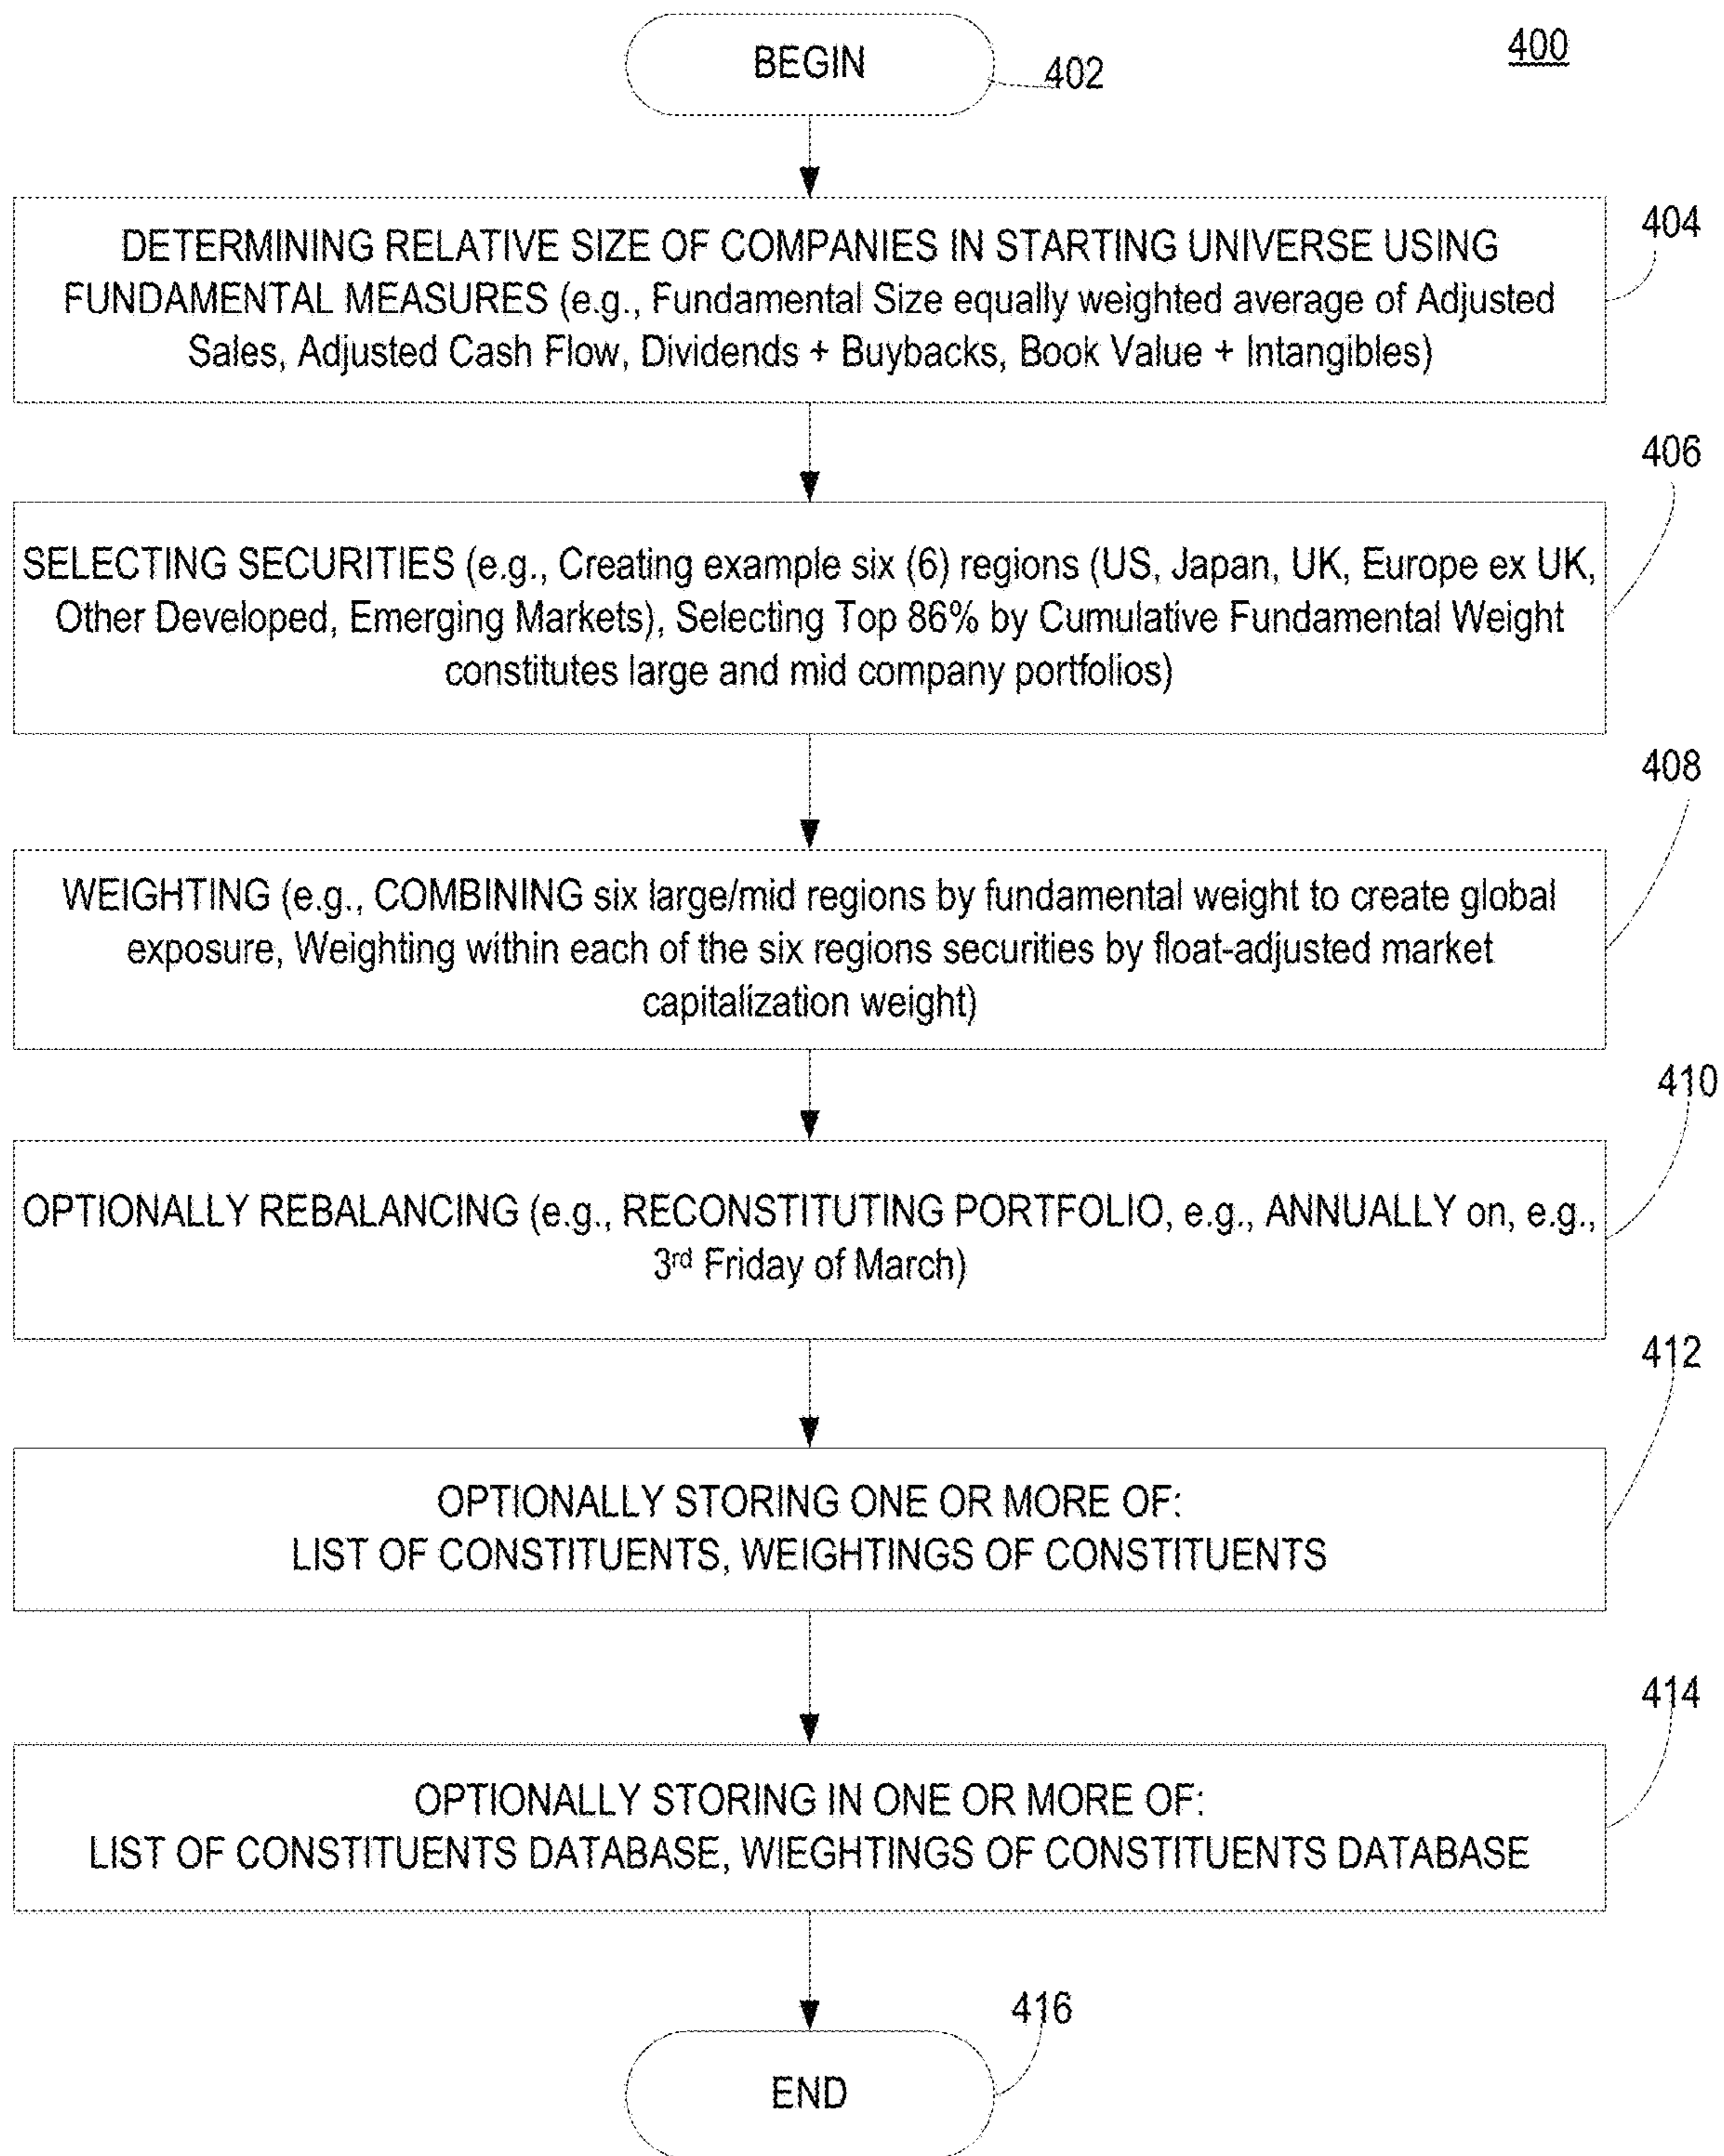 BEGIN
400
402
404
DETERMINING RELATIVE SIZE OF COMPANIES IN STARTING UNIVERSE USING
FUNDAMENTAL MEASURES (e.g., Fundamental Size equally weighted average of Adjusted
Sales, Adjusted Cash Flow, Dividends + Buybacks, Book Value + Intangibles)
406
SELECTING SECURITIES (e.g., Creating example six (6) regions (US, Japan, UK, Europe ex UK,
Other Developed, Emerging Markets), Selecting Top 86% by Cumulative Fundamental Weight
constitutes large and mid company portfolios)
408
WEIGHTING (e.g., COMBINING six large/mid regions by fundamental weight to create global
exposure, Weighting within each of the six regions securities by float-adjusted market
capitalization weight)
410
OPTIONALLY REBALANCING (e.g., RECONSTITUTING PORTFOLIO, e.g., ANNUALLY on, e.g.,
3rd Friday of March)
412
OPTIONALLY STORING ONE OR MORE OF:
LIST OF CONSTITUENTS, WEIGHTINGS OF CONSTITUENTS
414
OPTIONALLY STORING IN ONE OR MORE OF:
LIST OF CONSTITUENTS DATABASE, WIEGHTINGS OF CONSTITUENTS DATABASE
416
END